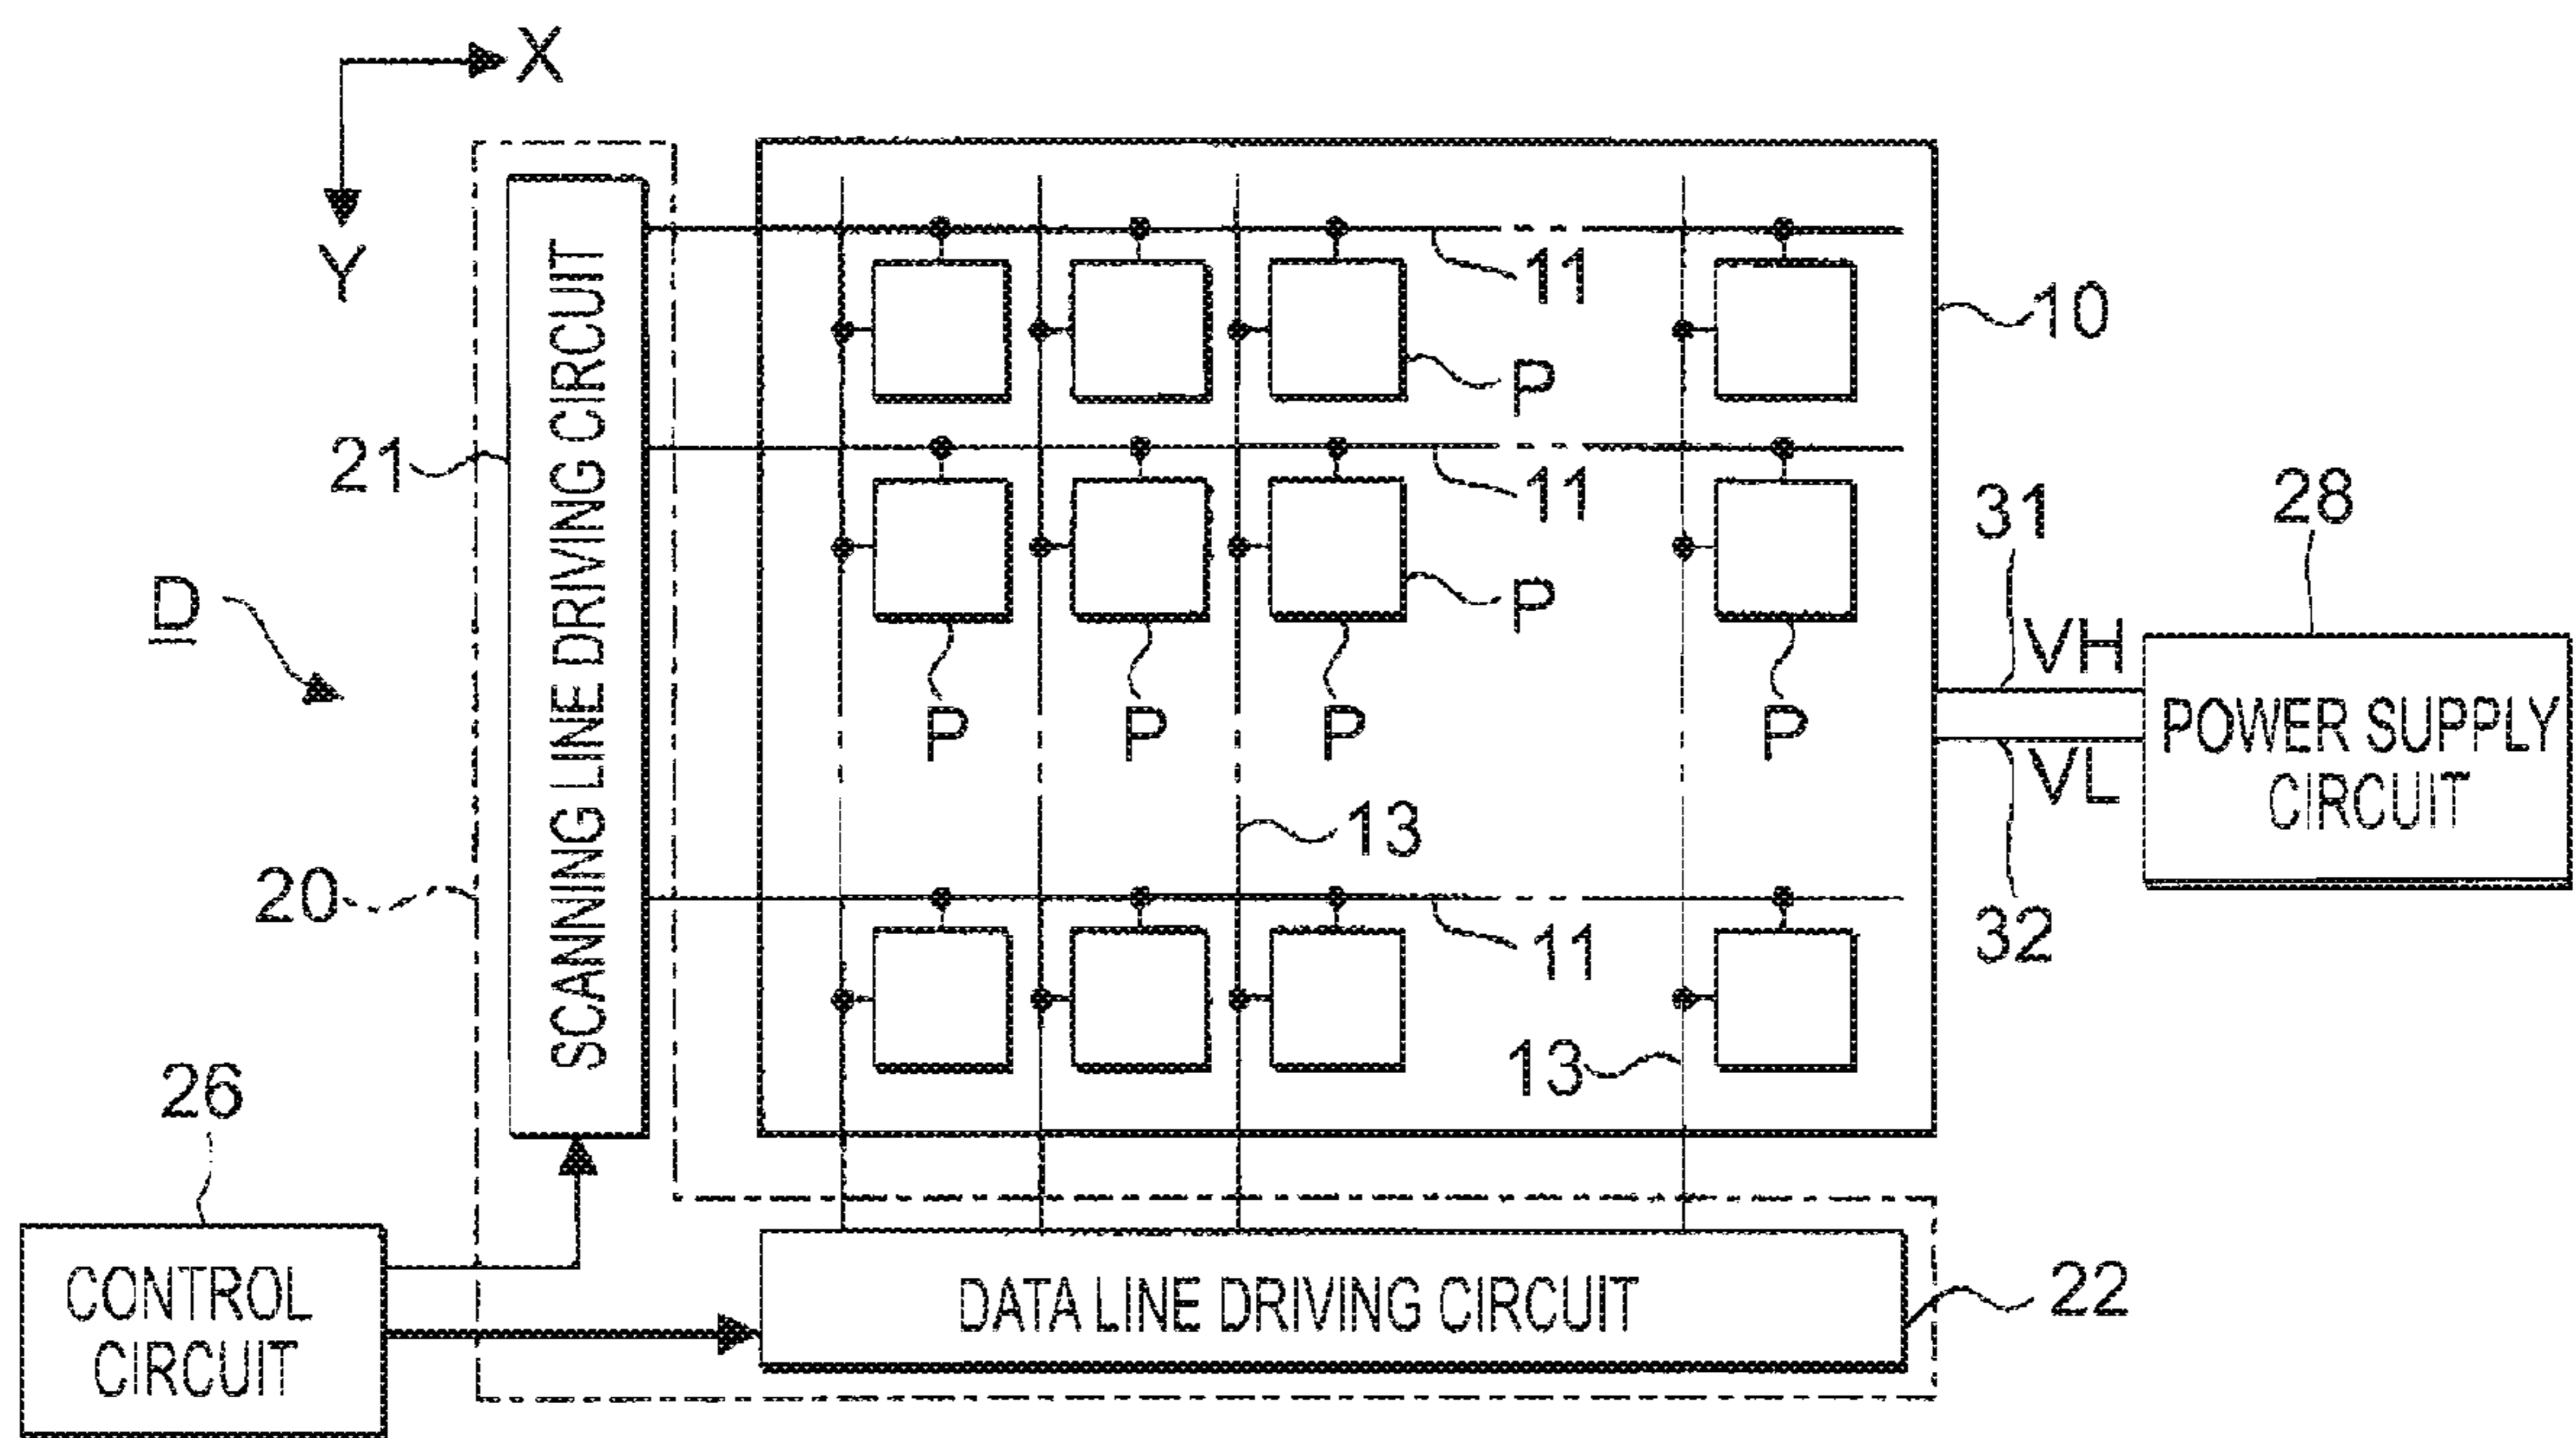 X
Y
SCANNING LINE DRIVING CIRCUIT
11
10
P
21
11
31
28
D
P
VH
P
P
P
P
POWER SUPPLY
CIRCUIT
VL
13
20
11
32
13
26
CONTROL
CIRCUIT
DATA LINE DRIVING CIRCUIT
22